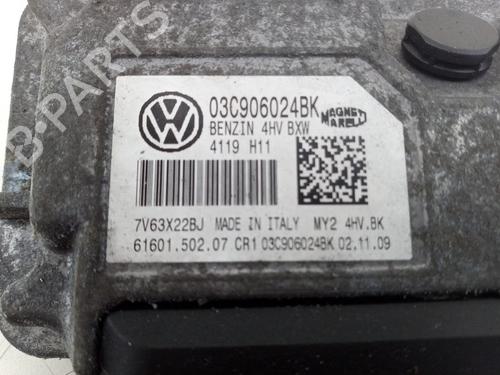 B-PARTS
03C906024BK
BENZIN 4HV BXW
4119 H11
MAGNETI MARELLI
7V63X22BJ MADE IN ITALY MY2 4HV.BK
61601.502.07 CR1 03C906024BK 02.11.09